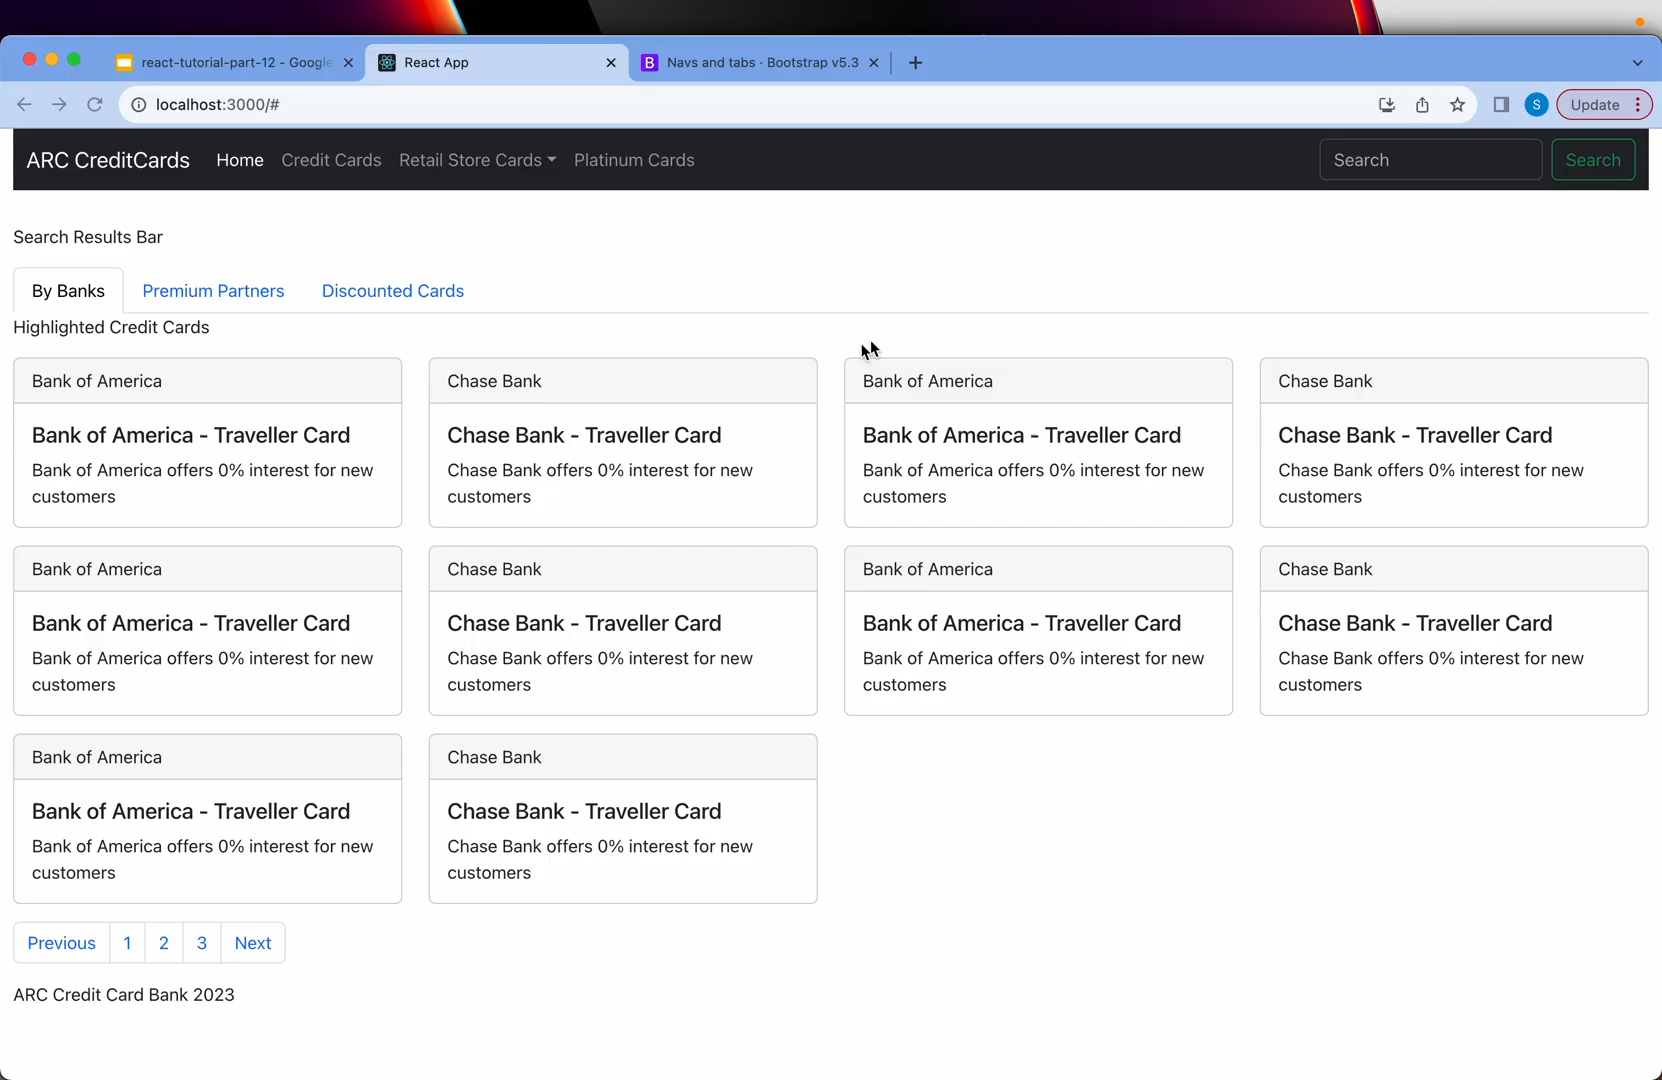 react-tutorial-part-12 - Google
React App
Navs and tabs · Bootstrap v5.3
localhost:3000/#
S
Update
ARC CreditCards Home Credit Cards Retail Store Cards Platinum Cards Search Search
Search Results Bar
By Banks Premium Partners Discounted Cards
Highlighted Credit Cards
Bank of America
Bank of America - Traveller Card
Bank of America offers 0% interest for new
customers
Chase Bank
Chase Bank - Traveller Card
Chase Bank offers 0% interest for new
customers
Bank of America
Bank of America - Traveller Card
Bank of America offers 0% interest for new
customers
Chase Bank
Chase Bank - Traveller Card
Chase Bank offers 0% interest for new
customers
Bank of America
Bank of America - Traveller Card
Bank of America offers 0% interest for new
customers
Chase Bank
Chase Bank - Traveller Card
Chase Bank offers 0% interest for new
customers
Bank of America
Bank of America - Traveller Card
Bank of America offers 0% interest for new
customers
Chase Bank
Chase Bank - Traveller Card
Chase Bank offers 0% interest for new
customers
Bank of America
Bank of America - Traveller Card
Bank of America offers 0% interest for new
customers
Chase Bank
Chase Bank - Traveller Card
Chase Bank offers 0% interest for new
customers
Previous 1 2 3 Next
ARC Credit Card Bank 2023